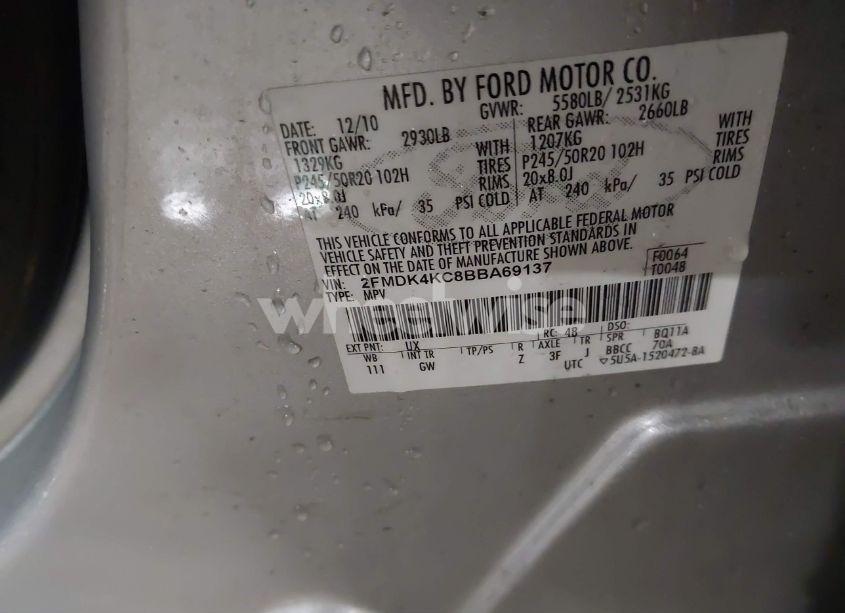 MFD. BY FORD MOTOR CO.
DATE: 12/10 GVWR: 5580LB/ 2531KG
FRONT GAWR: 2930LB REAR GAWR: 2660LB
1329KG WITH 1207KG WITH
P245/50R20 102H TIRES P245/50R20 102H TIRES
20x8.0J RIMS 20x8.0J RIMS
AT 240 kPa/ 35 PSI COLD AT 240 kPa/ 35 PSI COLD
THIS VEHICLE CONFORMS TO ALL APPLICABLE FEDERAL MOTOR
VEHICLE SAFETY AND THEFT PREVENTION STANDARDS IN
EFFECT ON THE DATE OF MANUFACTURE SHOWN ABOVE.
VIN: 2FMDK4KC8BBA69137 F0064
TYPE: MPV T0048
wheelwise
EXT PNT: UX RC: 48 DSO: BQ11A
WB INT TR TP/PS R AXLE TR SPR 70A
111 GW Z 3F J BBCC
UTC ▽5U5A-1520472-BA